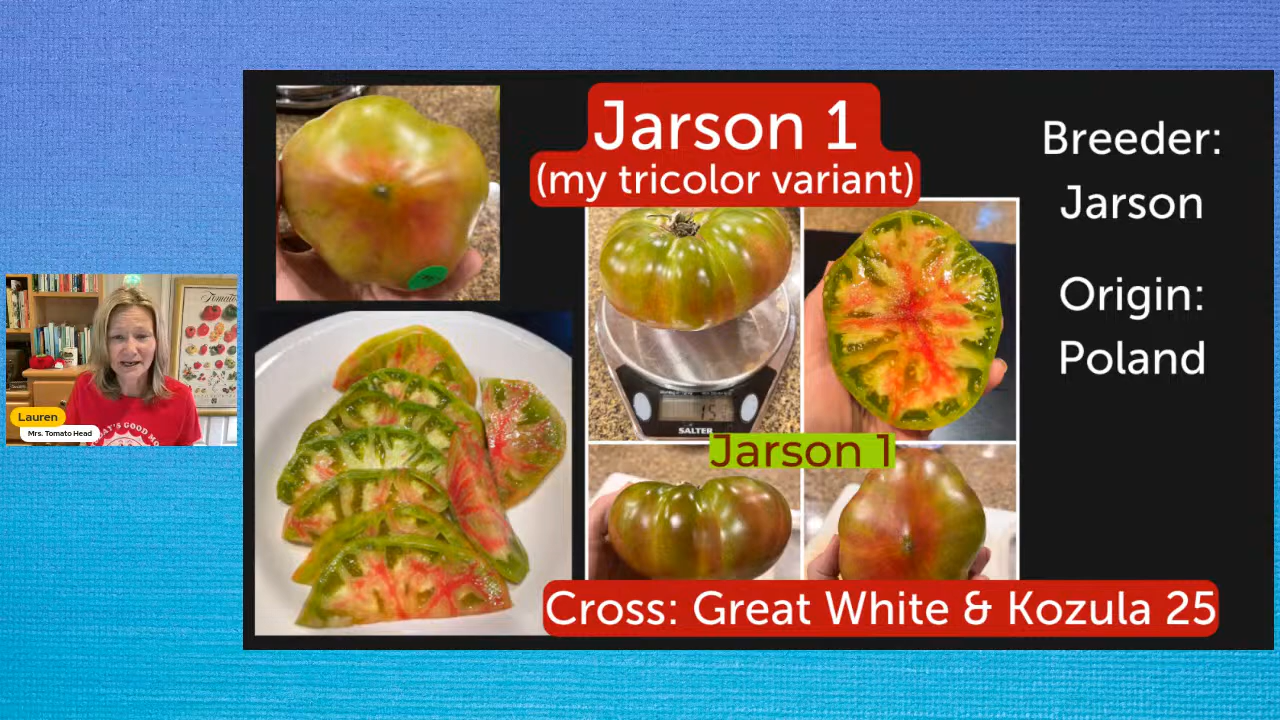 Jarson 1
(my tricolor variant)
Breeder:
Jarson
Origin:
Poland
SALTER
Jarson 1
Cross: Great White & Kozula 25
Tomato
Lauren
Mrs. Tomato Head